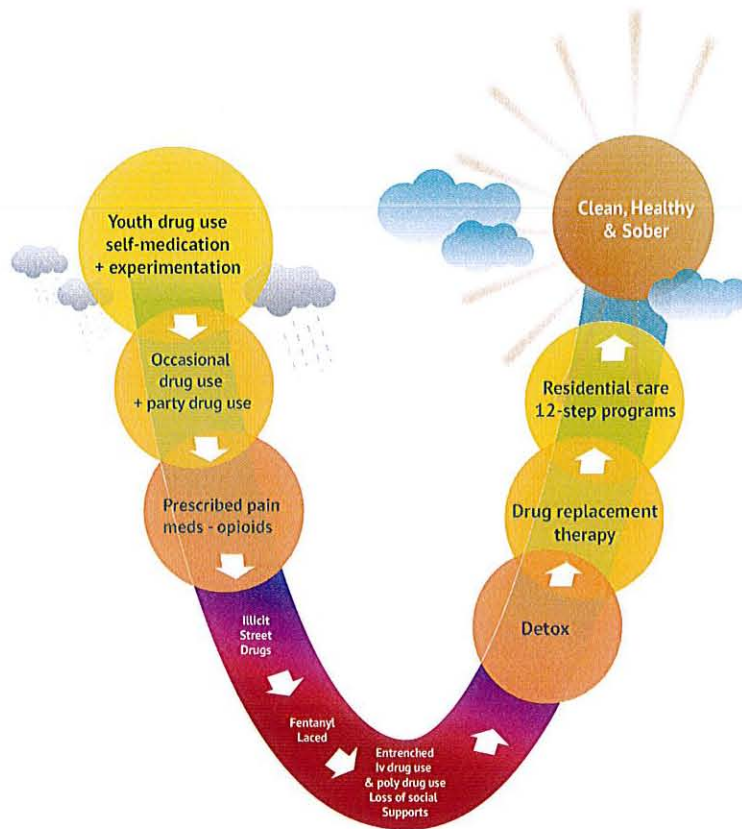 Youth drug use
self-medication
+ experimentation
Occasional
drug use
+ party drug use
Prescribed pain
meds - opioids
Illicit
Street
Drugs
Fentanyl
Laced
Entrenched
Iv drug use
& poly drug use
Loss of social
Supports
Detox
Drug replacement
therapy
Residential care
12-step programs
Clean, Healthy
& Sober